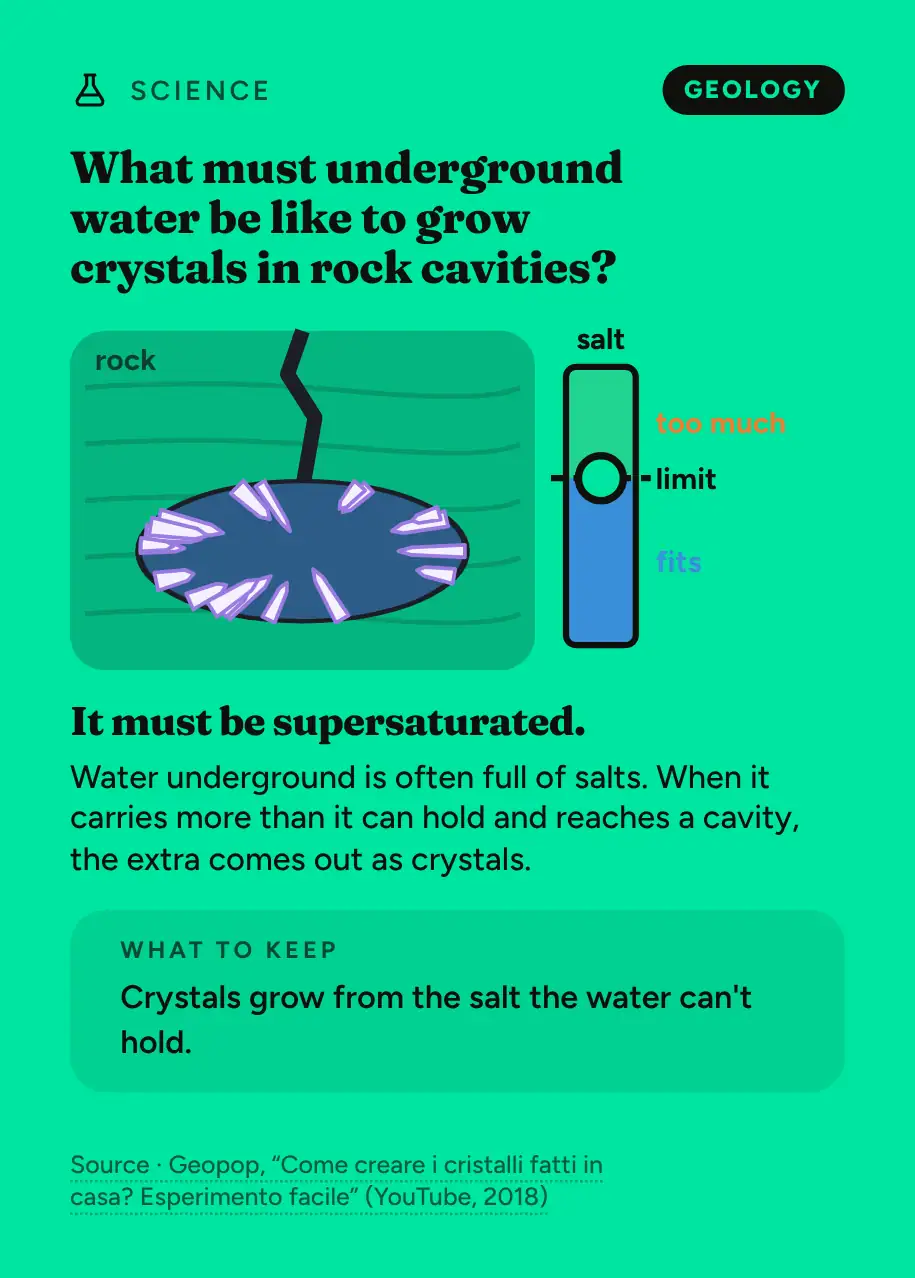 SCIENCE
GEOLOGY
What must underground
water be like to grow
crystals in rock cavities?
rock
salt
too much
limit
fits
It must be supersaturated.
Water underground is often full of salts. When it
carries more than it can hold and reaches a cavity,
the extra comes out as crystals.
WHAT TO KEEP
Crystals grow from the salt the water can't
hold.
Source · Geopop, “Come creare i cristalli fatti in
casa? Esperimento facile” (YouTube, 2018)